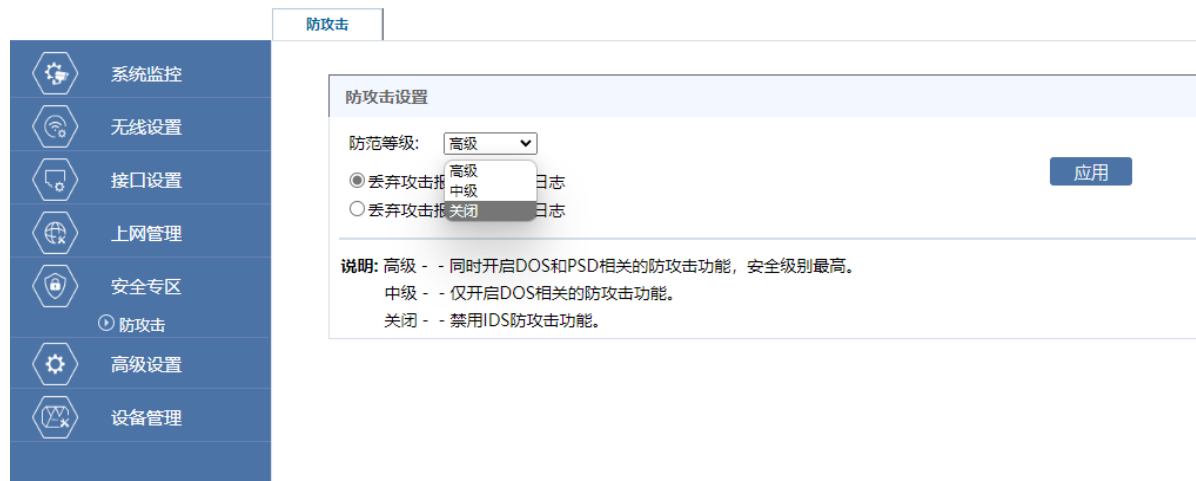 防攻击
系统监控
无线设置
接口设置
上网管理
安全专区
防攻击
高级设置
设备管理
防攻击设置
防范等级: 高级
高级
中级
关闭
丢弃攻击报 日志
丢弃攻击报 日志
应用
说明: 高级 - - 同时开启DOS和PSD相关的防攻击功能，安全级别最高。
中级 - - 仅开启DOS相关的防攻击功能。
关闭 - - 禁用IDS防攻击功能。